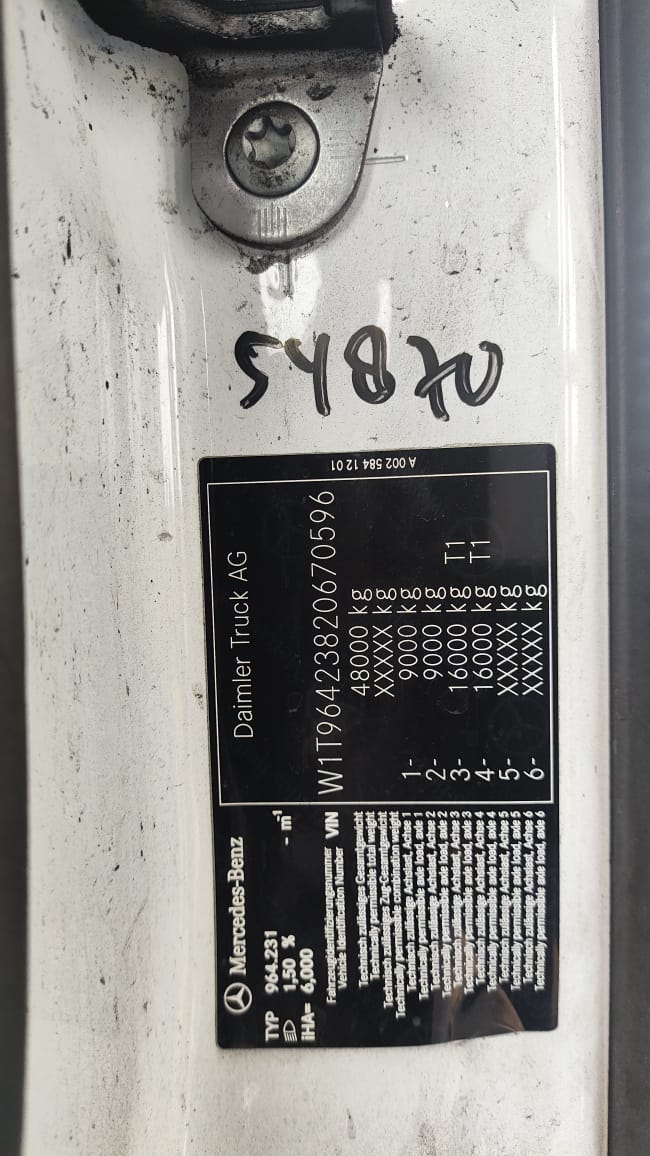 07BK5
A 002 584 12 01
Mercedes-Benz
Daimler Truck AG
TYP 964.231
1,50 % - m¹
iHA= 6,000
Fahrzeugidentifizierungsnummer
Vehicle Identification Number VIN W1T96423820670596
Technisch zulässiges Gesamtgewicht
Technically permissible total weight 48000 kg
Technisch zulässiges Zug-Gesamtgewicht
Technically permissible combination weight XXXXX kg
Technisch zulässige Achslast, Achse 1
Technically permissible axle load, axle 1 1- 9000 kg
Technisch zulässige Achslast, Achse 2
Technically permissible axle load, axle 2 2- 9000 kg
Technisch zulässige Achslast, Achse 3
Technically permissible axle load, axle 3 3- 16000 kg T1
Technisch zulässige Achslast, Achse 4
Technically permissible axle load, axle 4 4- 16000 kg T1
Technisch zulässige Achslast, Achse 5
Technically permissible axle load, axle 5 5- XXXXX kg
Technisch zulässige Achslast, Achse 6
Technically permissible axle load, axle 6 6- XXXXX kg